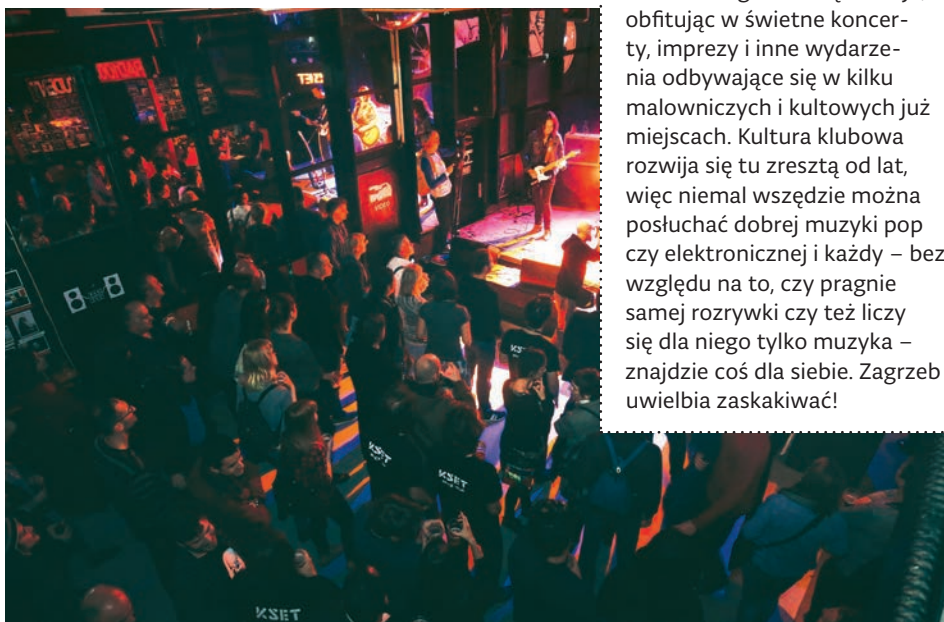 obfitując w świetne koncer-
ty, imprezy i inne wydarze-
nia odbywające się w kilku
malowniczych i kultowych już
miejscach. Kultura klubowa
rozwija się tu zresztą od lat,
więc niemal wszędzie można
posłuchać dobrej muzyki pop
czy elektronicznej i każdy – bez
względu na to, czy pragnie
samej rozrywki czy też liczy
się dla niego tylko muzyka –
znajdzie coś dla siebie. Zagrzeb
uwielbia zaskakiwać!
KSET
KSET
KSET
KSET